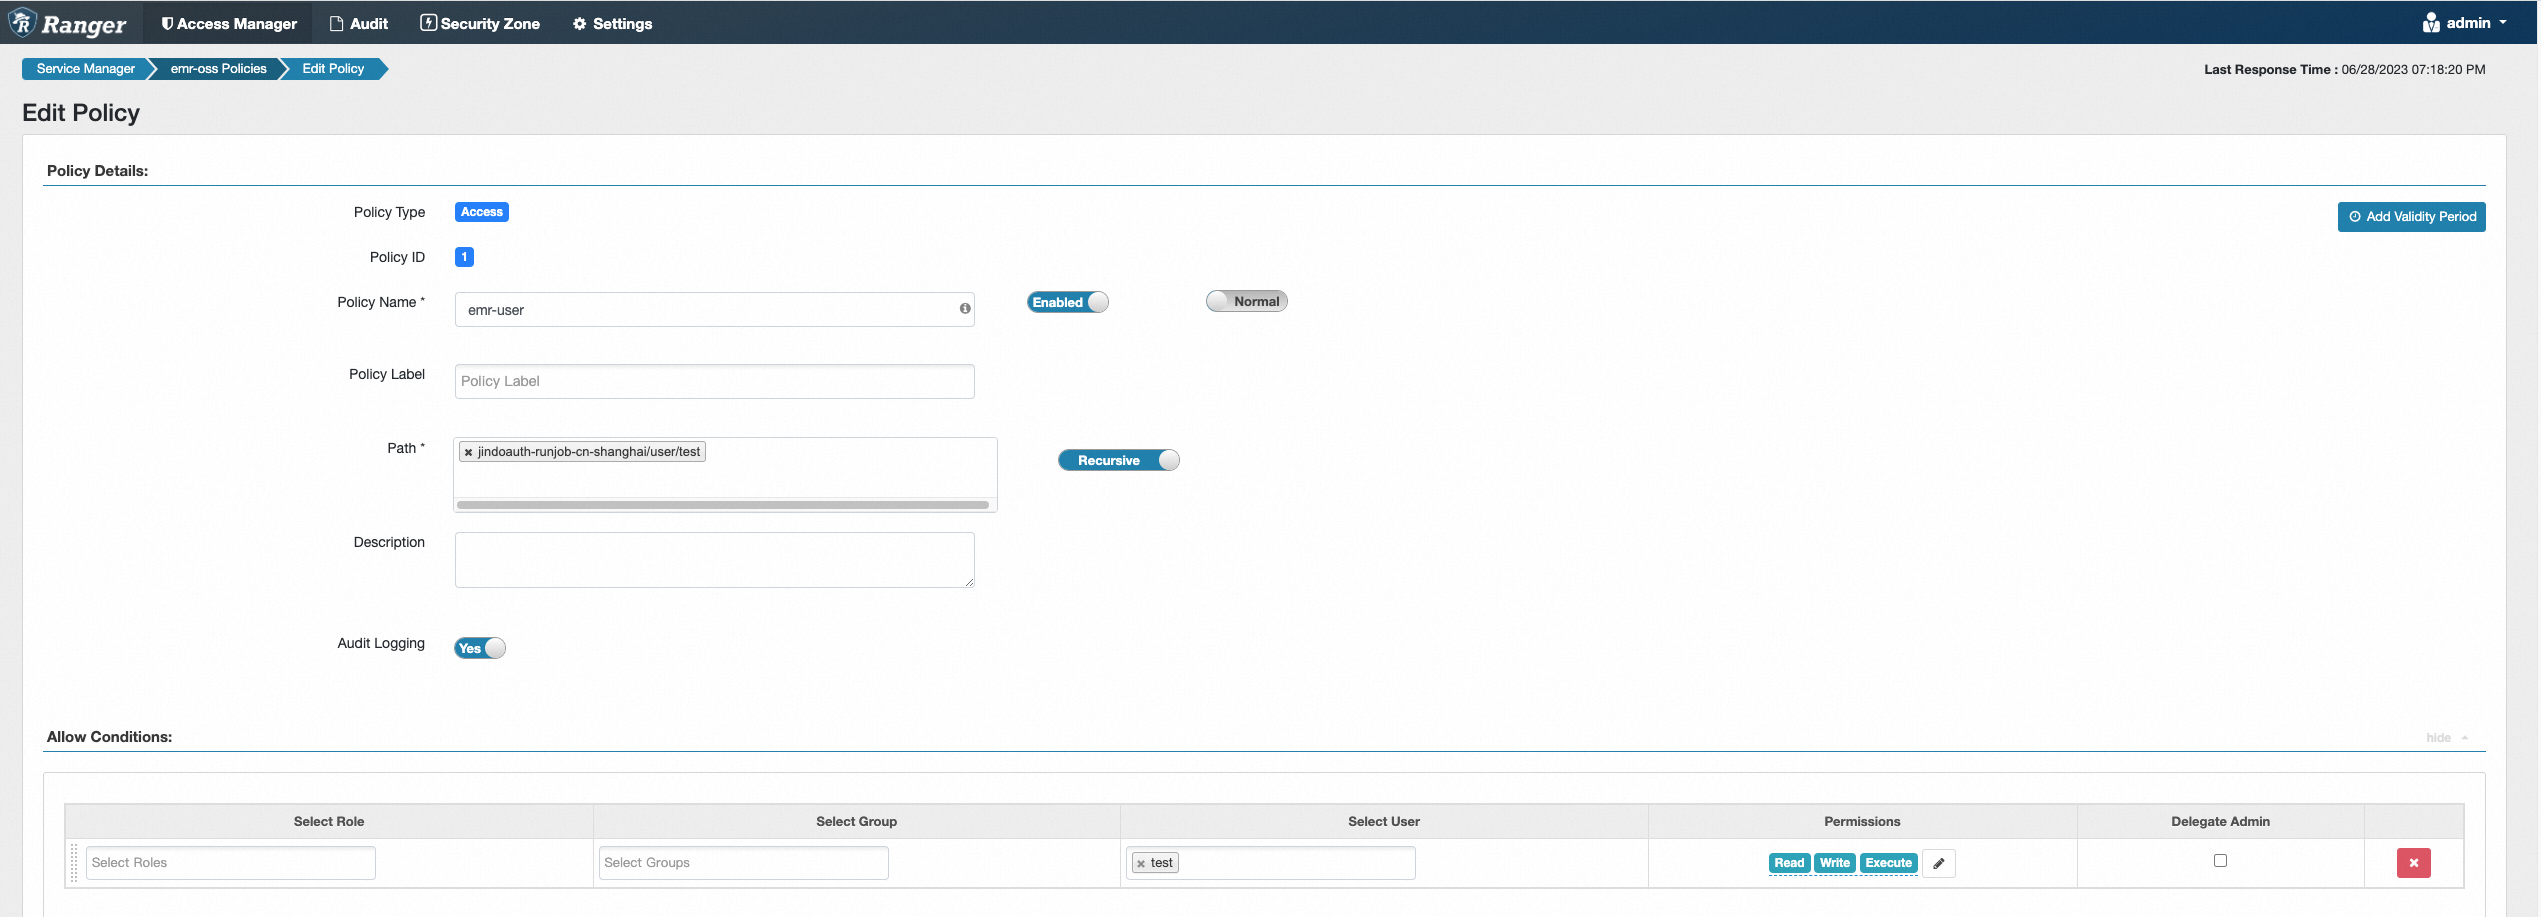 Ranger Access Manager Audit Security Zone Settings admin
Service Manager emr-oss Policies Edit Policy Last Response Time : 06/28/2023 07:18:20 PM
Edit Policy
Policy Details:
Policy Type Access Add Validity Period
Policy ID 1
Policy Name * emr-user Enabled Normal
Policy Label Policy Label
Path * jindoauth-runjob-cn-shanghai/user/test Recursive
Description
Audit Logging Yes
Allow Conditions: hide
Select Role Select Group Select User Permissions Delegate Admin
Select Roles Select Groups test Read Write Execute